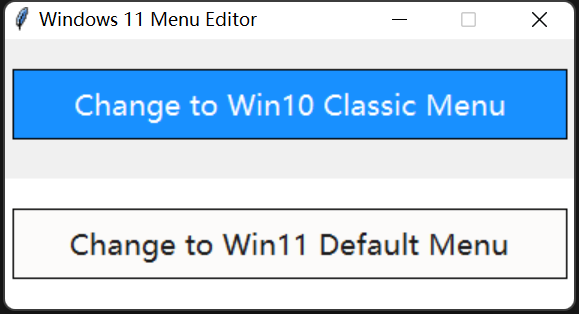 Windows 11 Menu Editor
Change to Win10 Classic Menu
Change to Win11 Default Menu